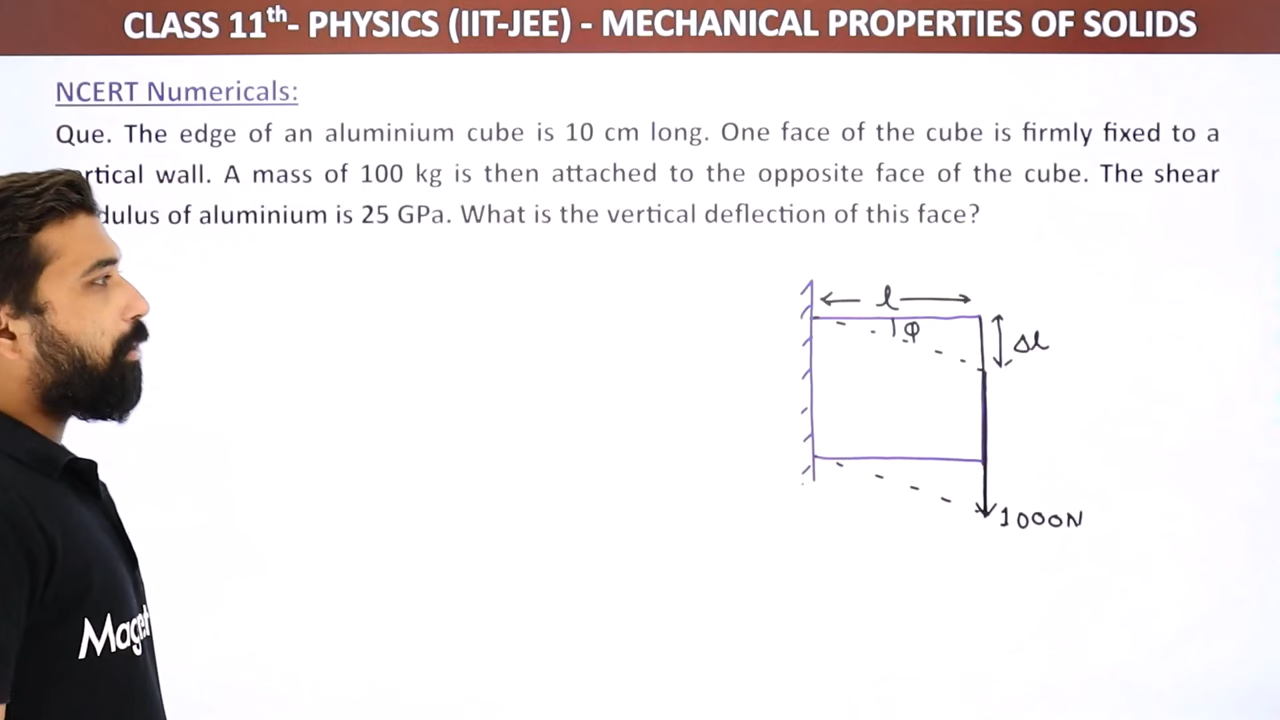 CLASS 11th- PHYSICS (IIT-JEE) - MECHANICAL PROPERTIES OF SOLIDS
NCERT Numericals:
Que. The edge of an aluminium cube is 10 cm long. One face of the cube is firmly fixed to a
wall. A mass of 100 kg is then attached to the opposite face of the cube. The shear
of aluminium is 25 GPa. What is the vertical deflection of this face?
l
φ
Δl
1000N